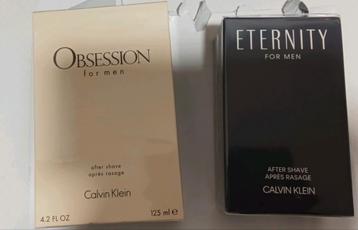 OBSESSION
for men
after shave
après rasage
Calvin Klein
4.2 FL OZ
125 ml e
ETERNITY
FOR MEN
AFTER SHAVE
APRÈS RASAGE
CALVIN KLEIN